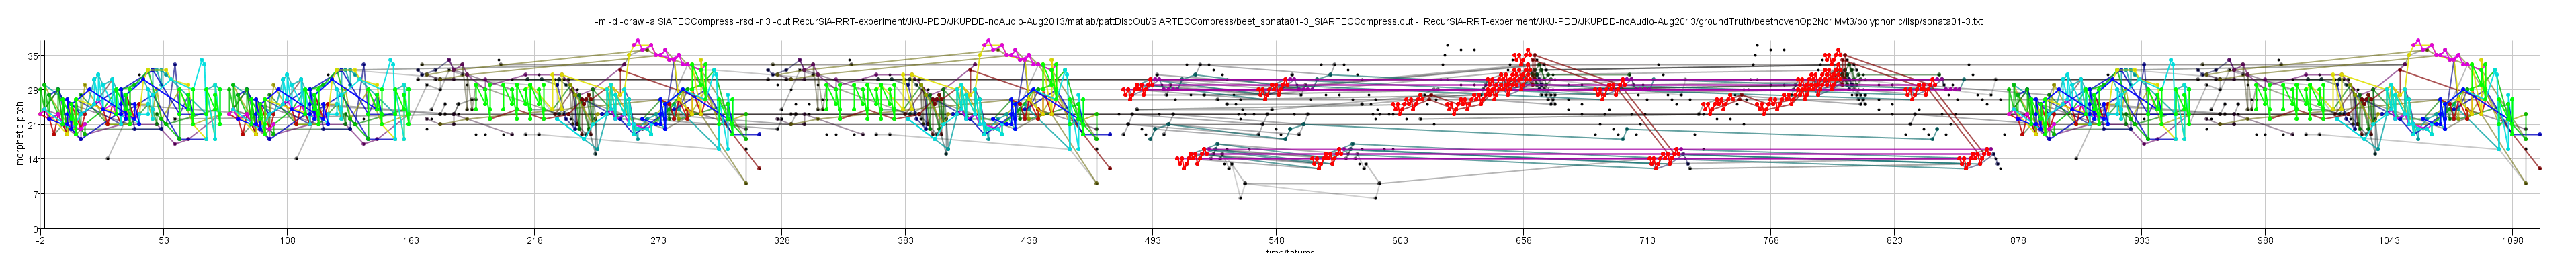 -m -d -draw -a SIATECCompress -rsd -r 3 -out RecurSIA-RRT-experiment/JKU-PDD/JKUPDD-noAudio-Aug2013/matlab/pattDiscOut/SIARTECCompress/beet_sonata01-3_SIARTECCompress.out -i RecurSIA-RRT-experiment/JKU-PDD/JKUPDD-noAudio-Aug2013/groundTruth/beethovenOp2No1Mvt3/polyphonic/lisp/sonata01-3.txt
35
28
21
14
7
0
morphetic pitch
-2 53 108 163 218 273 328 383 438 493 548 603 658 713 768 823 878 933 988 1043 1098
time/tatums